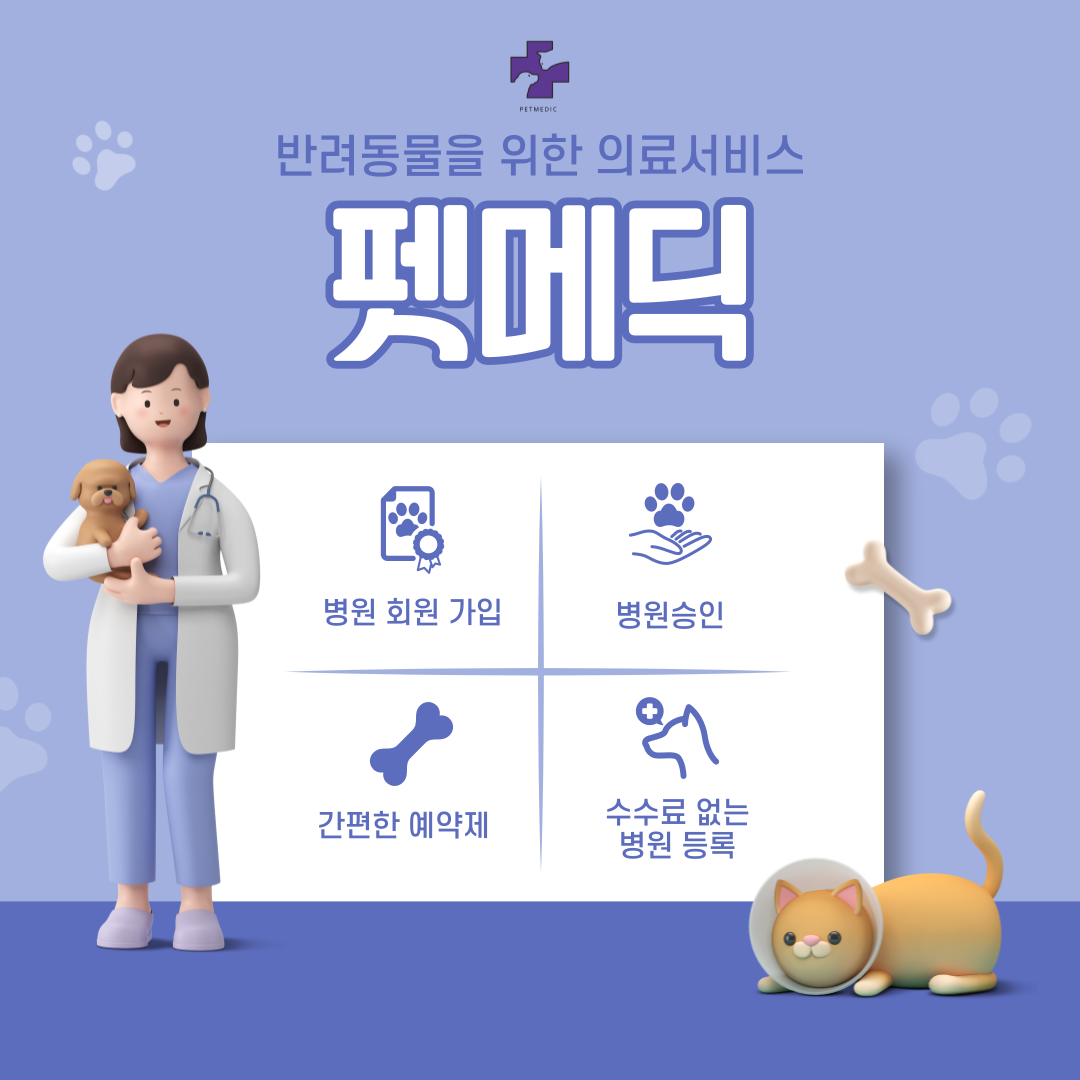 PETMEDIC
반려동물을 위한 의료서비스
펫메딕
병원 회원 가입
병원승인
간편한 예약제
수수료 없는
병원 등록